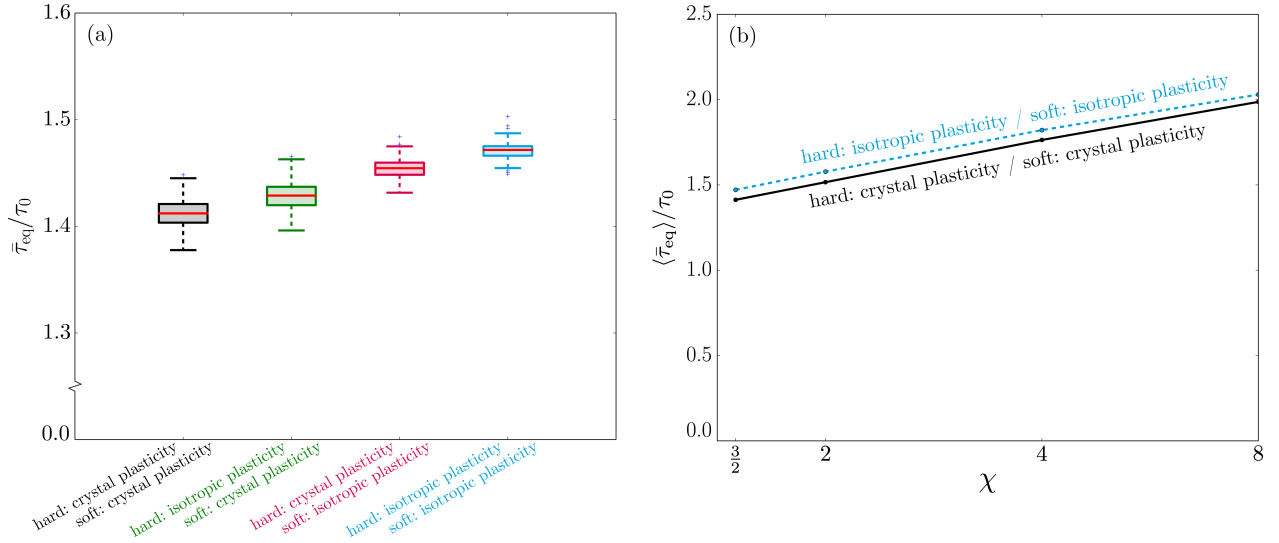 (a)
1.6
1.5
1.4
1.3
0.0
τ̄eq/τ0
hard: crystal plasticity
soft: crystal plasticity
hard: isotropic plasticity
soft: crystal plasticity
hard: crystal plasticity
soft: isotropic plasticity
hard: isotropic plasticity
soft: isotropic plasticity
(b)
2.5
2.0
1.5
1.0
0.5
0.0
⟨τ̄eq⟩/τ0
hard: isotropic plasticity / soft: isotropic plasticity
hard: crystal plasticity / soft: crystal plasticity
3/2 2 4 8
χ